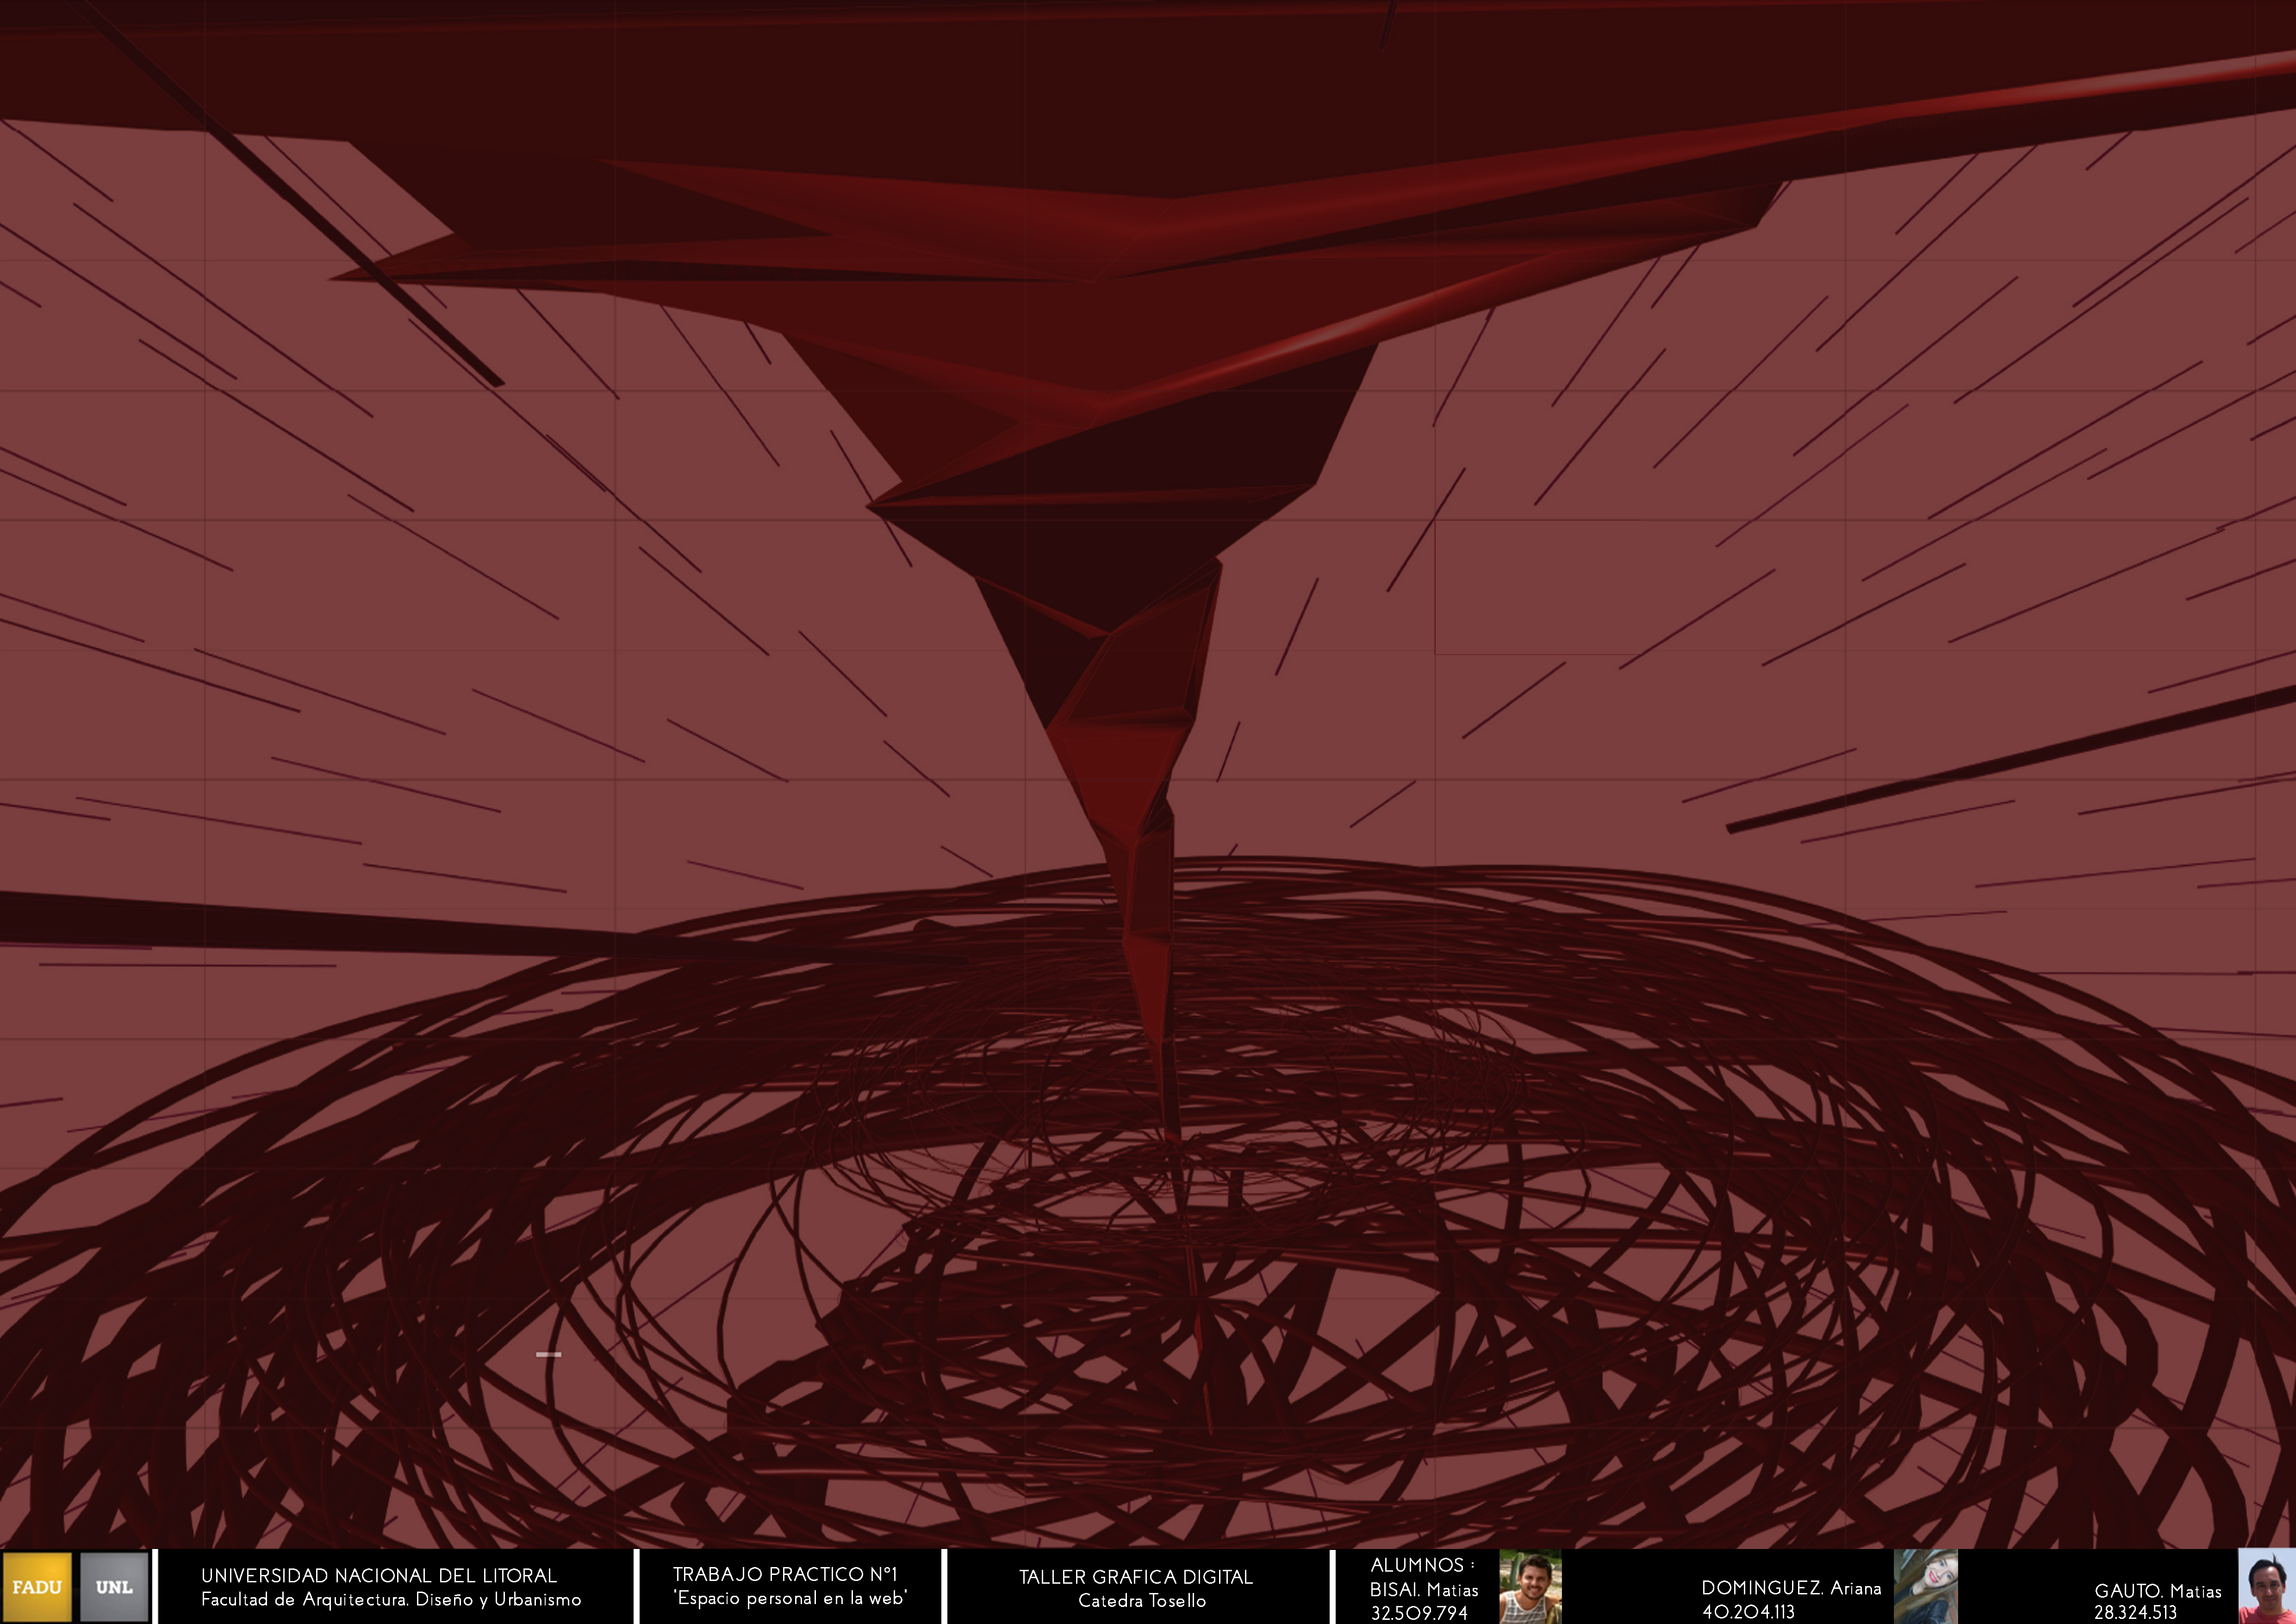 FADU
UNL
UNIVERSIDAD NACIONAL DEL LITORAL
Facultad de Arquitectura. Diseño y Urbanismo
TRABAJO PRACTICO Nº1
"Espacio personal en la web"
TALLER GRAFICA DIGITAL
Catedra Tosello
ALUMNOS :
BISAI. Matias
32.509.794
DOMINGUEZ. Ariana
40.204.113
GAUTO. Matias
28.324.513